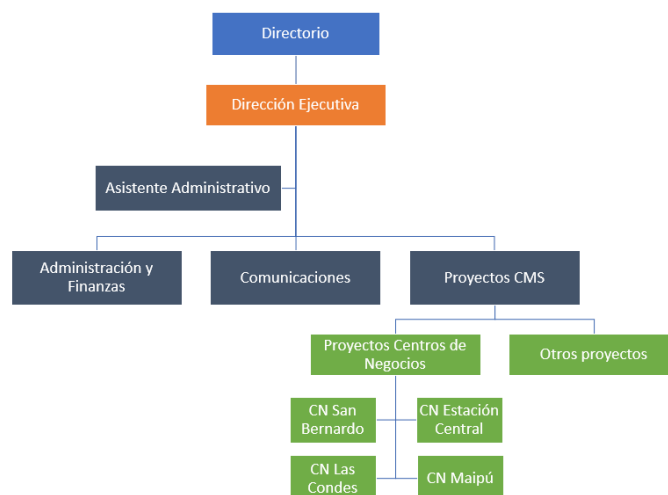 Directorio
Dirección Ejecutiva
Asistente Administrativo
Administración y
Finanzas
Comunicaciones
Proyectos CMS
Proyectos Centros de
Negocios
Otros proyectos
CN San
Bernardo
CN Estación
Central
CN Las
Condes
CN Maipú